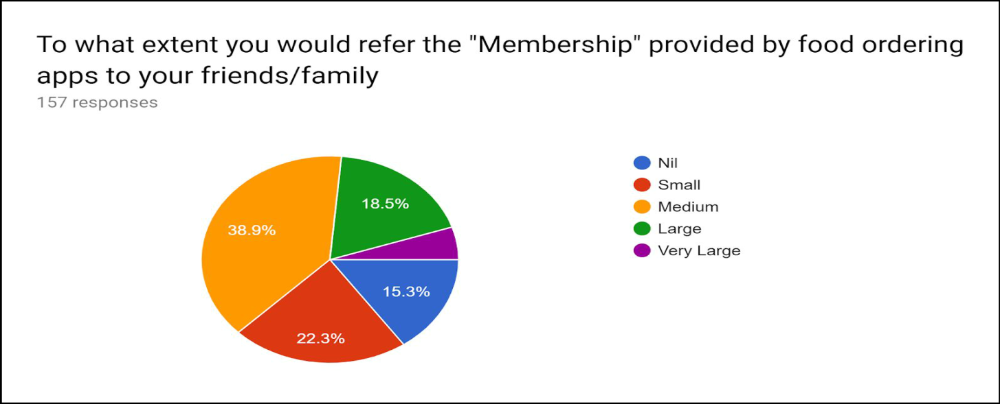 To what extent you would refer the "Membership" provided by food ordering
apps to your friends/family
157 responses
18.5%
38.9%
15.3%
22.3%
Nil
Small
Medium
Large
Very Large